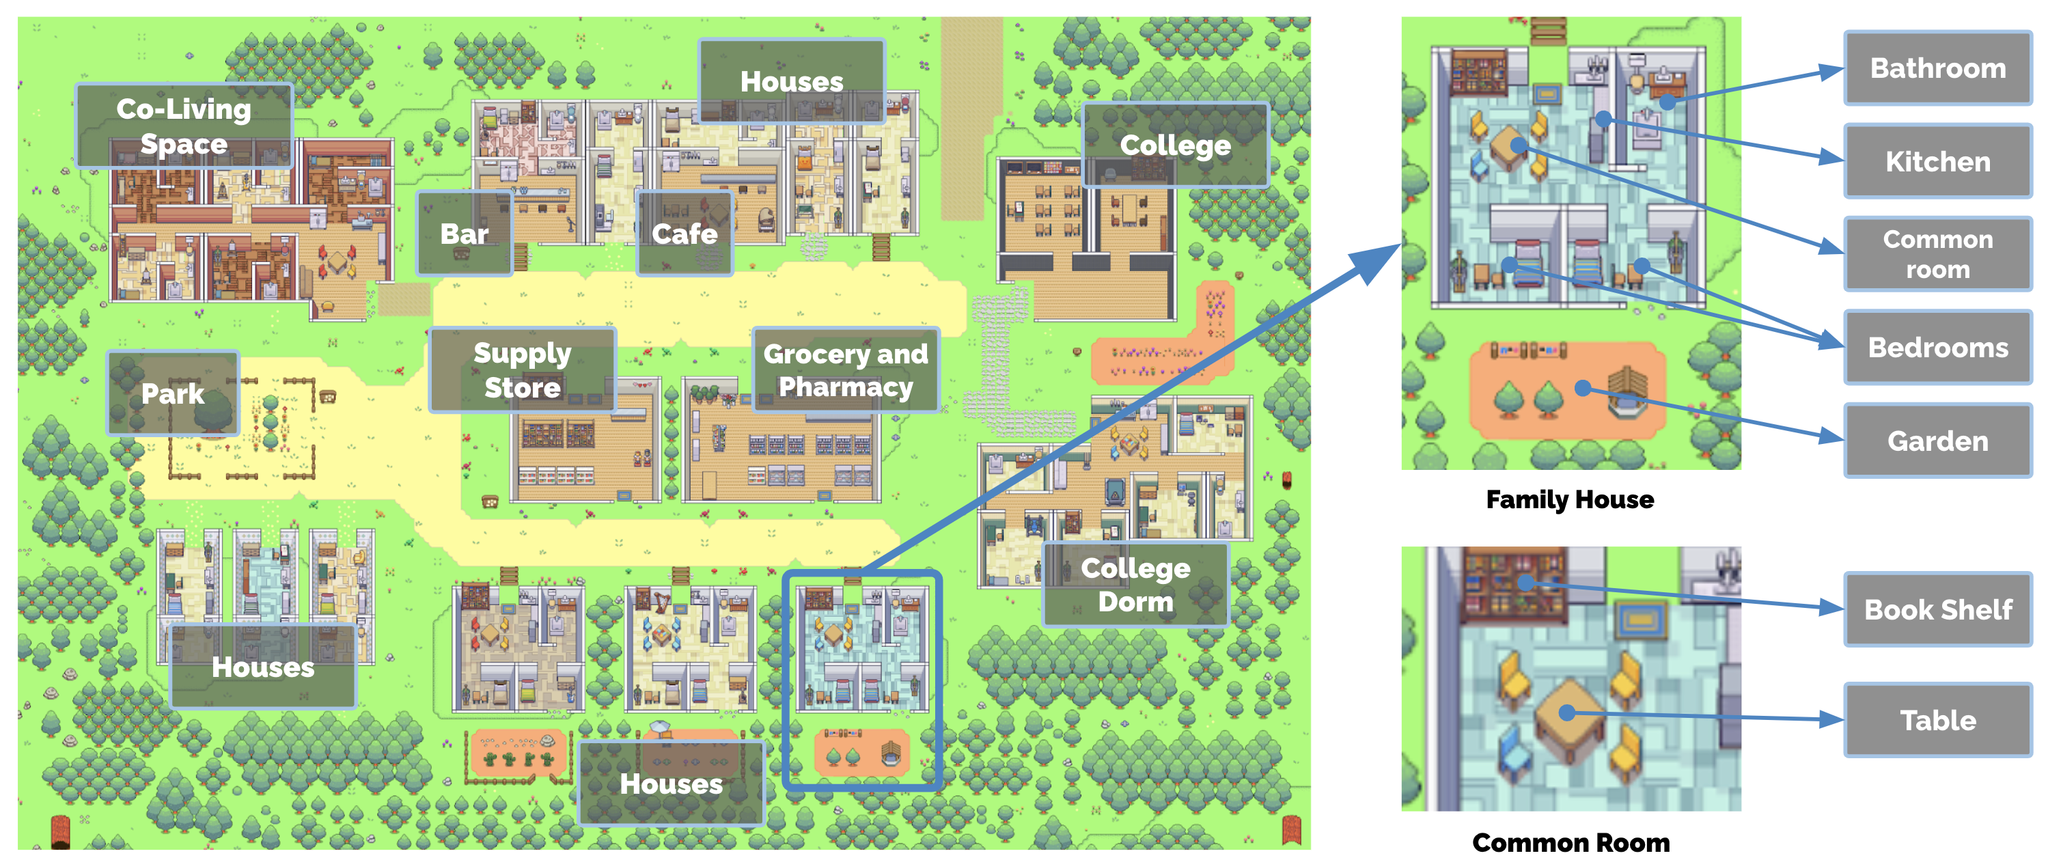 Houses
Co-Living
Space
College
Bar
Cafe
Supply
Store
Grocery and
Pharmacy
Park
College
Dorm
Houses
Houses
Bathroom
Kitchen
Common
room
Bedrooms
Garden
Family House
Book Shelf
Table
Common Room